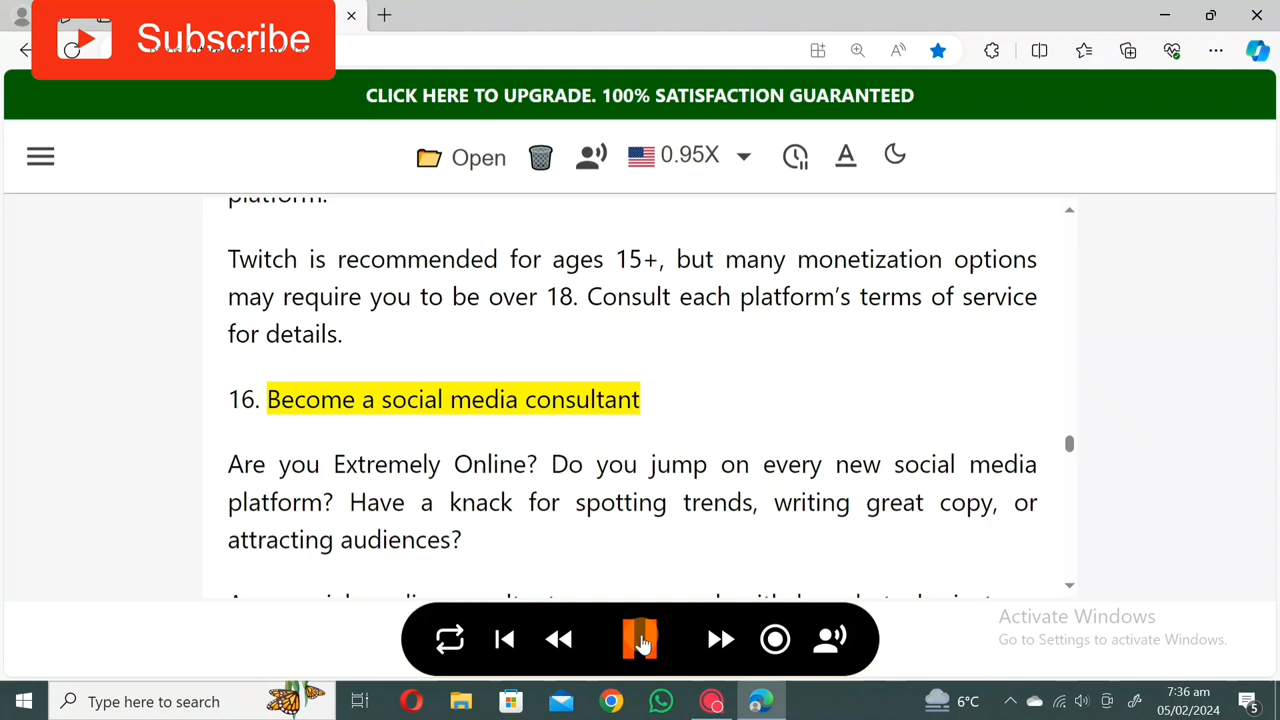 Subscribe
CLICK HERE TO UPGRADE. 100% SATISFACTION GUARANTEED
Open
0.95X
platform.
Twitch is recommended for ages 15+, but many monetization options
may require you to be over 18. Consult each platform’s terms of service
for details.
16. Become a social media consultant
Are you Extremely Online? Do you jump on every new social media
platform? Have a knack for spotting trends, writing great copy, or
attracting audiences?
Activate Windows
Go to Settings to activate Windows.
Type here to search
6°C
7:36 am
05/02/2024
5